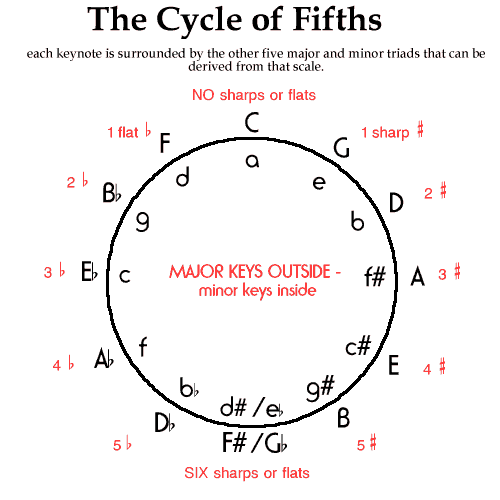 The Cycle of Fifths
each keynote is surrounded by the other five major and minor triads that can be
derived from that scale.
NO sharps or flats
C
1 flat ♭
F
G
1 sharp ♯
a
d
e
2 ♭
B♭
D
2 ♯
g
b
3 ♭
E♭
c
MAJOR KEYS OUTSIDE -
minor keys inside
f#
A
3 ♯
4 ♭
A♭
f
c#
E
4 ♯
b♭
g#
d# / e♭
5 ♭
D♭
B
5 ♯
F# / G♭
SIX sharps or flats